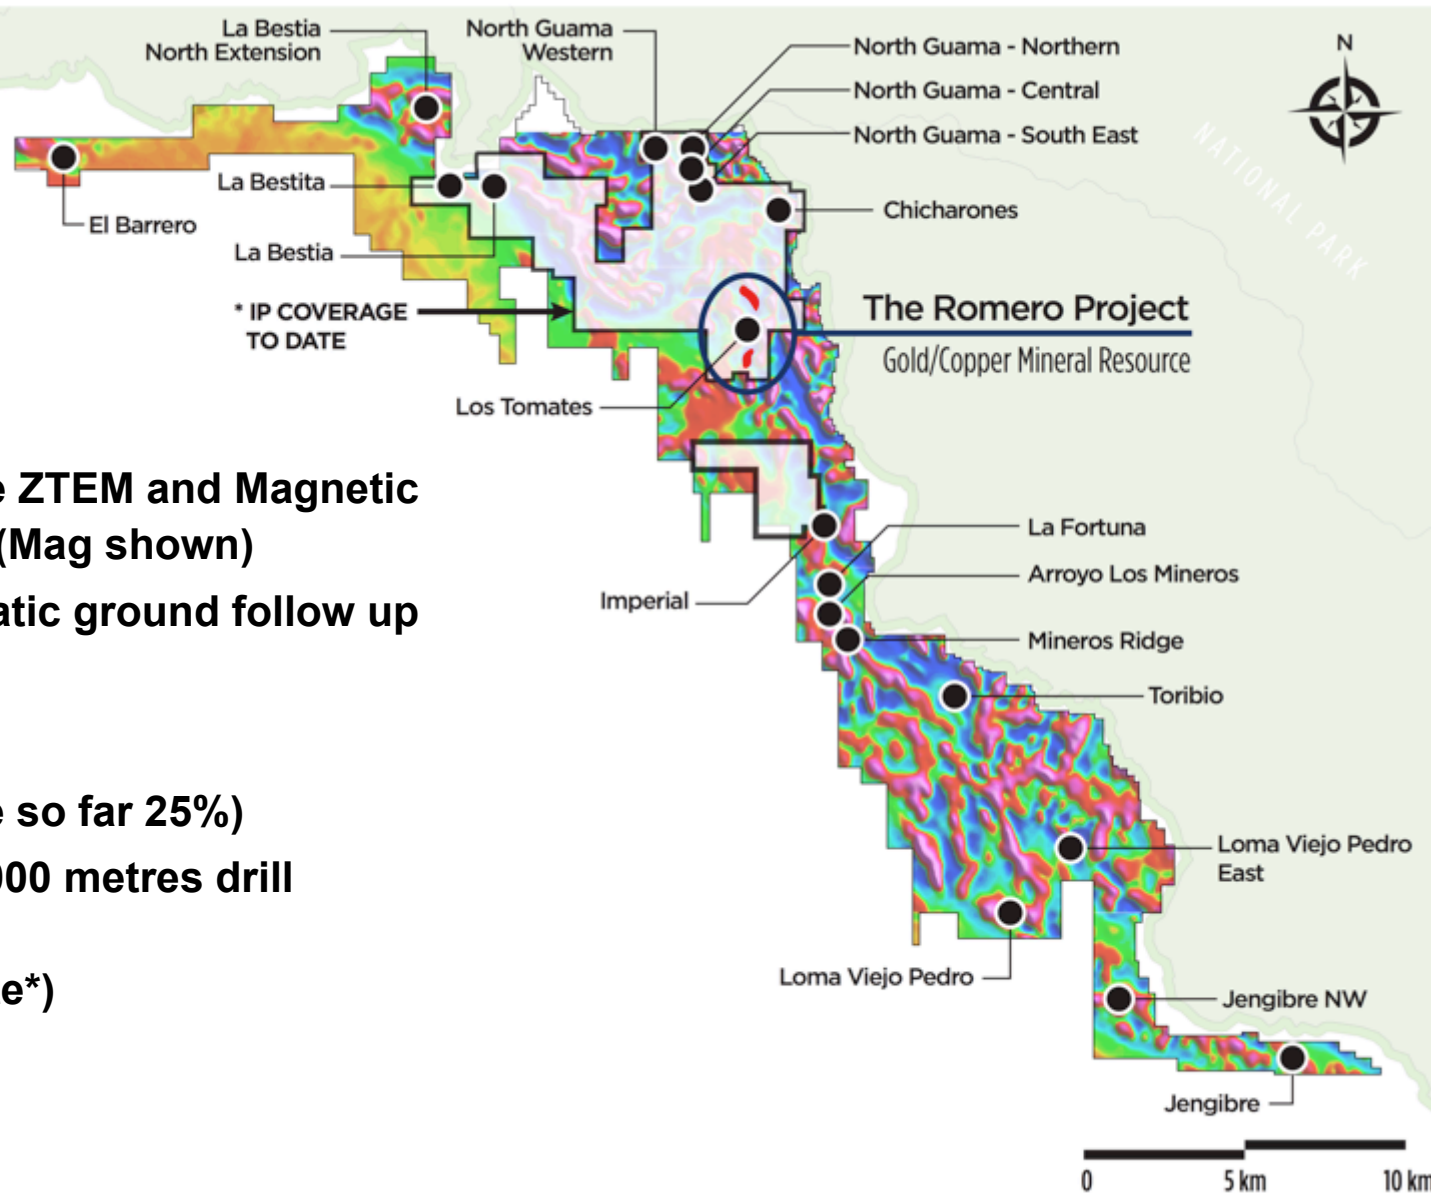 La Bestia
North Extension
North Guama
Western
North Guama - Northern
North Guama - Central
North Guama - South East
N
NATIONAL PARK
La Bestita
El Barrero
La Bestia
Chicharones
* IP COVERAGE
TO DATE
The Romero Project
Gold/Copper Mineral Resource
Los Tomates
e ZTEM and Magnetic
(Mag shown)
atic ground follow up
La Fortuna
Arroyo Los Mineros
Imperial
Mineros Ridge
Toribio
e so far 25%)
000 metres drill
e*)
Loma Viejo Pedro
East
Loma Viejo Pedro
Jengibre NW
Jengibre
0 5 km 10 km